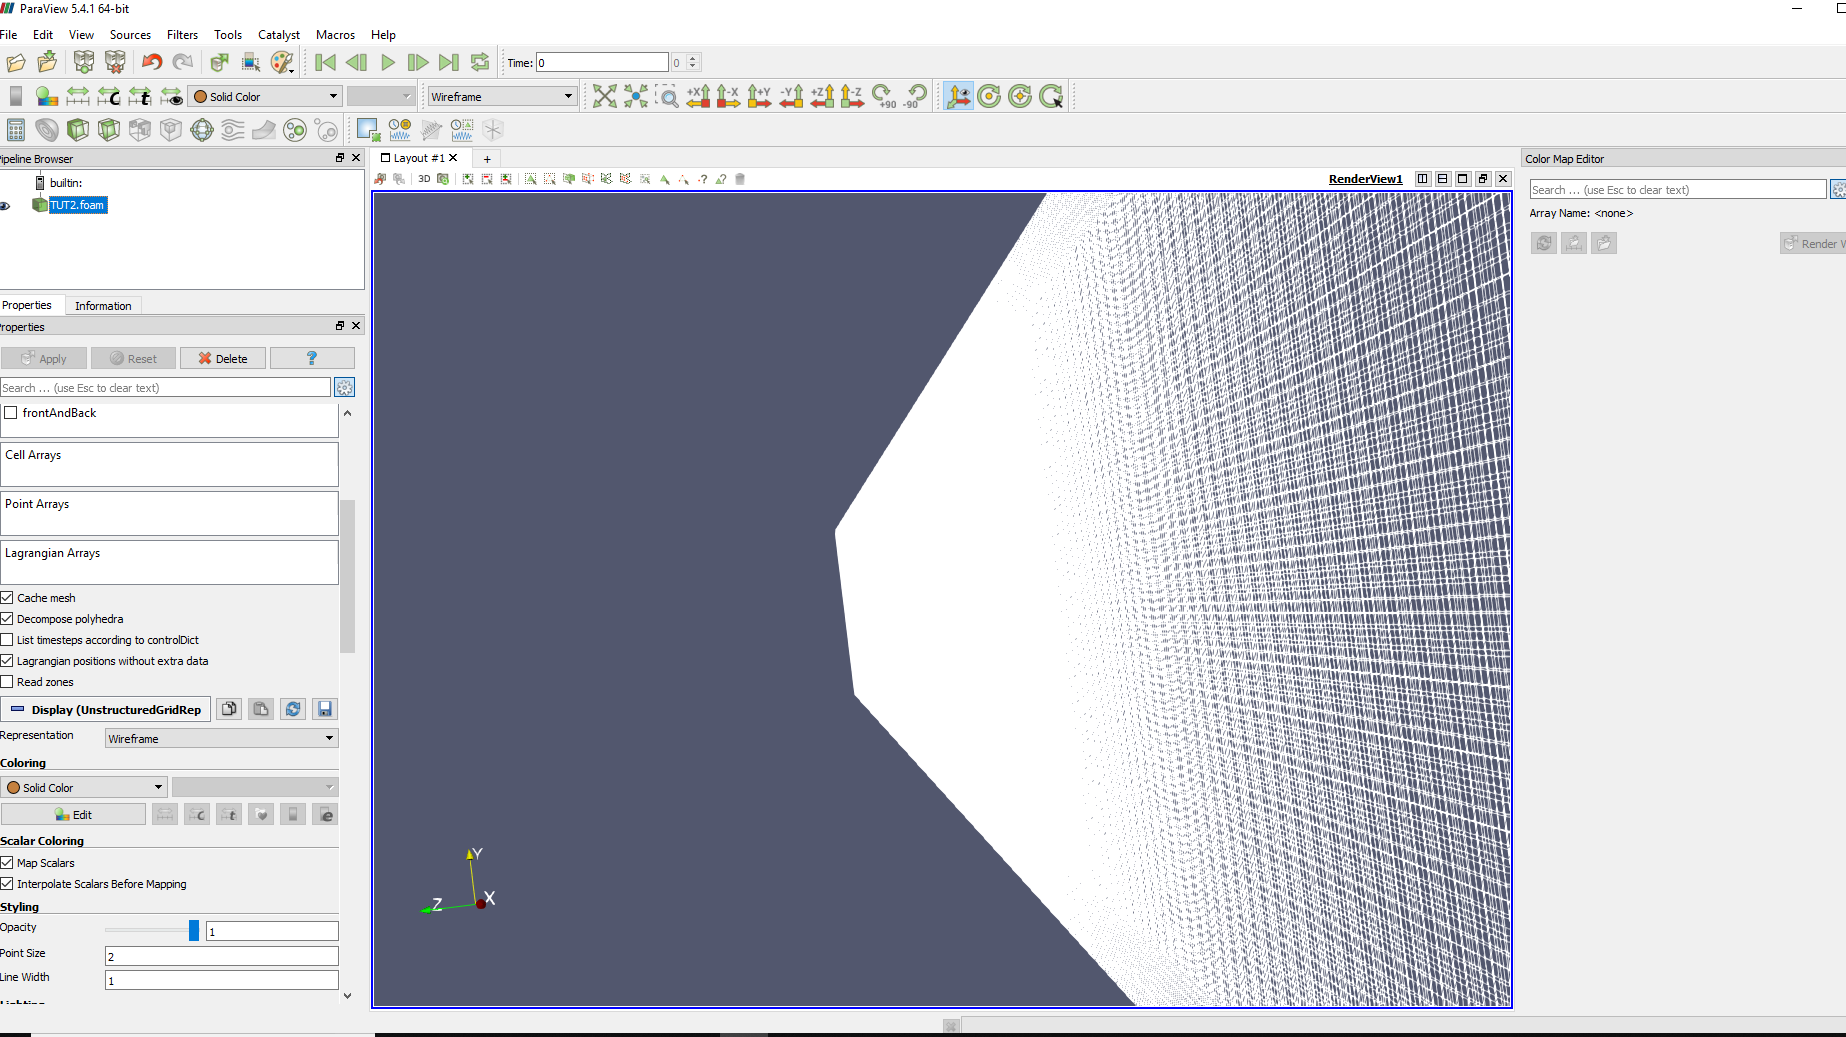 ParaView 5.4.1 64-bit
File Edit View Sources Filters Tools Catalyst Macros Help
Time: 0 0
Solid Color Wireframe +X -X +Y -Y +Z -Z +90 -90
Pipeline Browser
builtin:
TUT2.foam
Properties Information
Properties
Apply Reset Delete ?
Search ... (use Esc to clear text)
frontAndBack
Cell Arrays
Point Arrays
Lagrangian Arrays
Cache mesh
Decompose polyhedra
List timesteps according to controlDict
Lagrangian positions without extra data
Read zones
Display (UnstructuredGridRep
Representation Wireframe
Coloring
Solid Color
Edit
Scalar Coloring
Map Scalars
Interpolate Scalars Before Mapping
Styling
Opacity 1
Point Size 2
Line Width 1
Lighting
Layout #1 +
3D RenderView1
Y
Z X
Color Map Editor
Search ... (use Esc to clear text)
Array Name: <none>
Render V